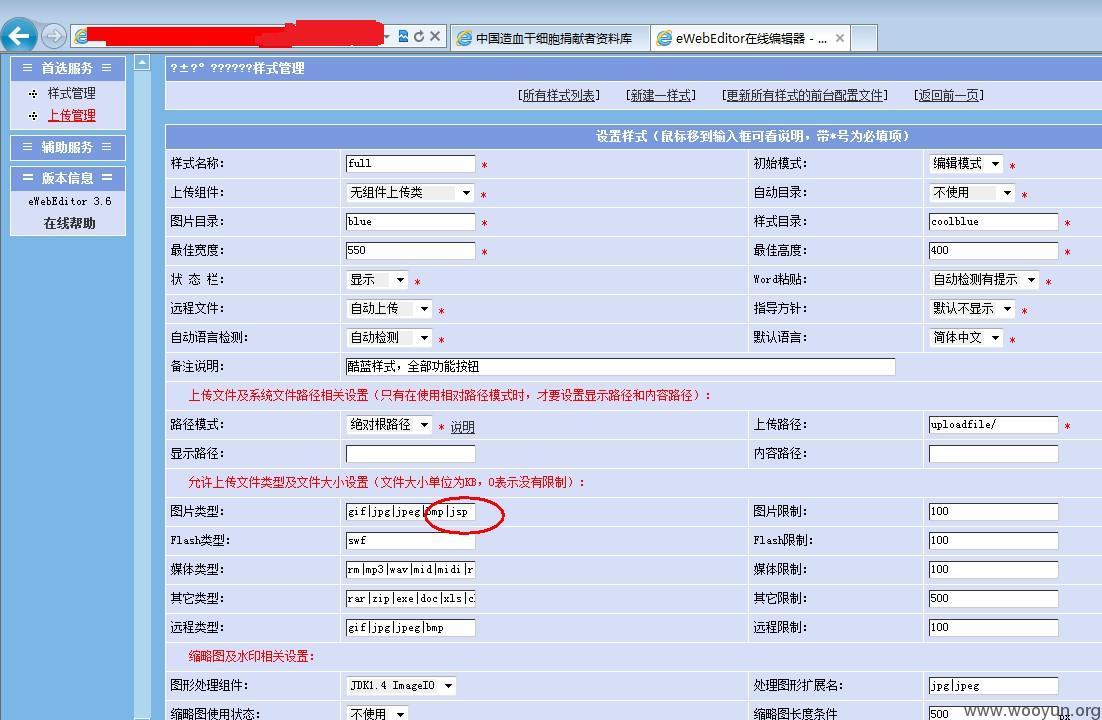 中国造血干细胞捐献者资料库
eWebEditor在线编辑器 - ...
首选服务
样式管理
上传管理
辅助服务
版本信息
eWebEditor 3.6
在线帮助
?±?°??????样式管理
[所有样式列表] [新建一样式] [更新所有样式的前台配置文件] [返回前一页]
设置样式（鼠标移到输入框可看说明，带*号为必填项）
样式名称： full * 初始模式： 编辑模式 *
上传组件： 无组件上传类 * 自动目录： 不使用 *
图片目录： blue * 样式目录： coolblue *
最佳宽度： 550 * 最佳高度： 400 *
状 态 栏： 显示 * Word粘贴： 自动检测有提示 *
远程文件： 自动上传 * 指导方针： 默认不显示 *
自动语言检测： 自动检测 * 默认语言： 简体中文 *
备注说明： 酷蓝样式，全部功能按钮
上传文件及系统文件路径相关设置（只有在使用相对路径模式时，才要设置显示路径和内容路径）：
路径模式： 绝对根路径 * 说明 上传路径： uploadfile/ *
显示路径： 内容路径：
允许上传文件类型及文件大小设置（文件大小单位为KB，0表示没有限制）：
图片类型： gif|jpg|jpeg|bmp|jsp 图片限制： 100
Flash类型： swf Flash限制： 100
媒体类型： rm|mp3|wav|mid|midi|r 媒体限制： 100
其它类型： rar|zip|exe|doc|xls|c 其它限制： 500
远程类型： gif|jpg|jpeg|bmp 远程限制： 100
缩略图及水印相关设置：
图形处理组件： JDK1.4 ImageIO 处理图形扩展名： jpg|jpeg
缩略图使用状态： 不使用 缩略图长度条件 500 px
www.wooyun.org